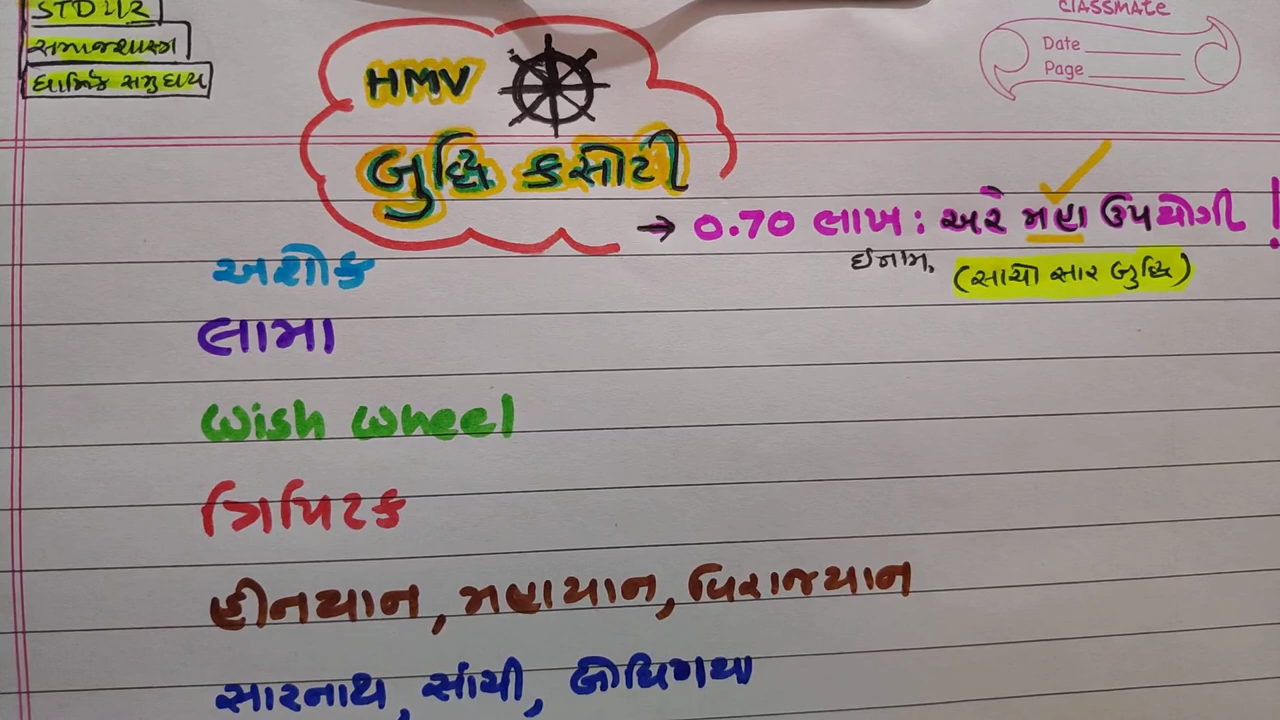 STD 12
સમાજશાસ્ત્ર
ધાર્મિક સમુદાય
classmate
Date
Page
HMV
બુદ્ધિ કસોટી
→ 0.70 લાખ : અરે મહા ઉપયોગી !
ઈનામ.
(સાચો સાર બુદ્ધિ)
અશોક
લામા
Wish Wheel
ત્રિપિટક
હીનયાન, મહાયાન, વિરાજયાન
સારનાથ, સાંચી, બોધિગયા